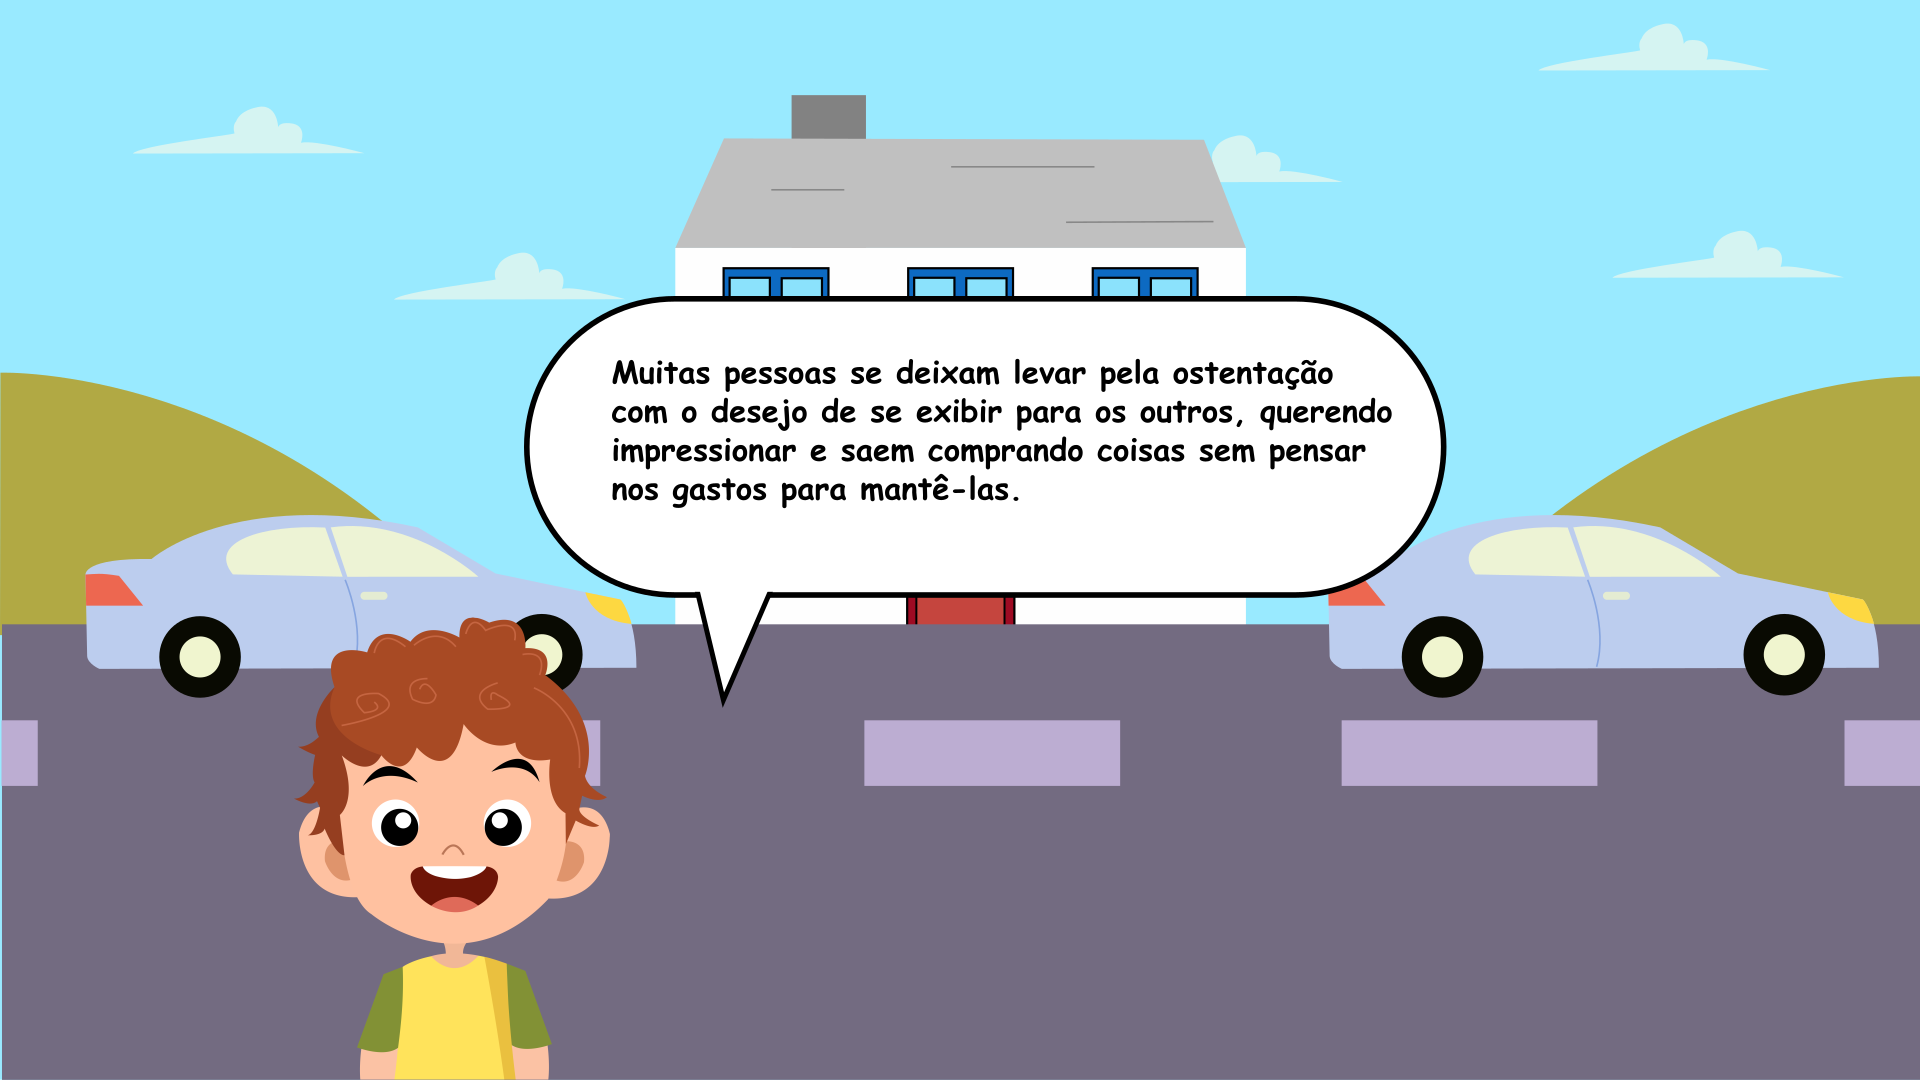 Muitas pessoas se deixam levar pela ostentação
com o desejo de se exibir para os outros, querendo
impressionar e saem comprando coisas sem pensar
nos gastos para mantê-las.